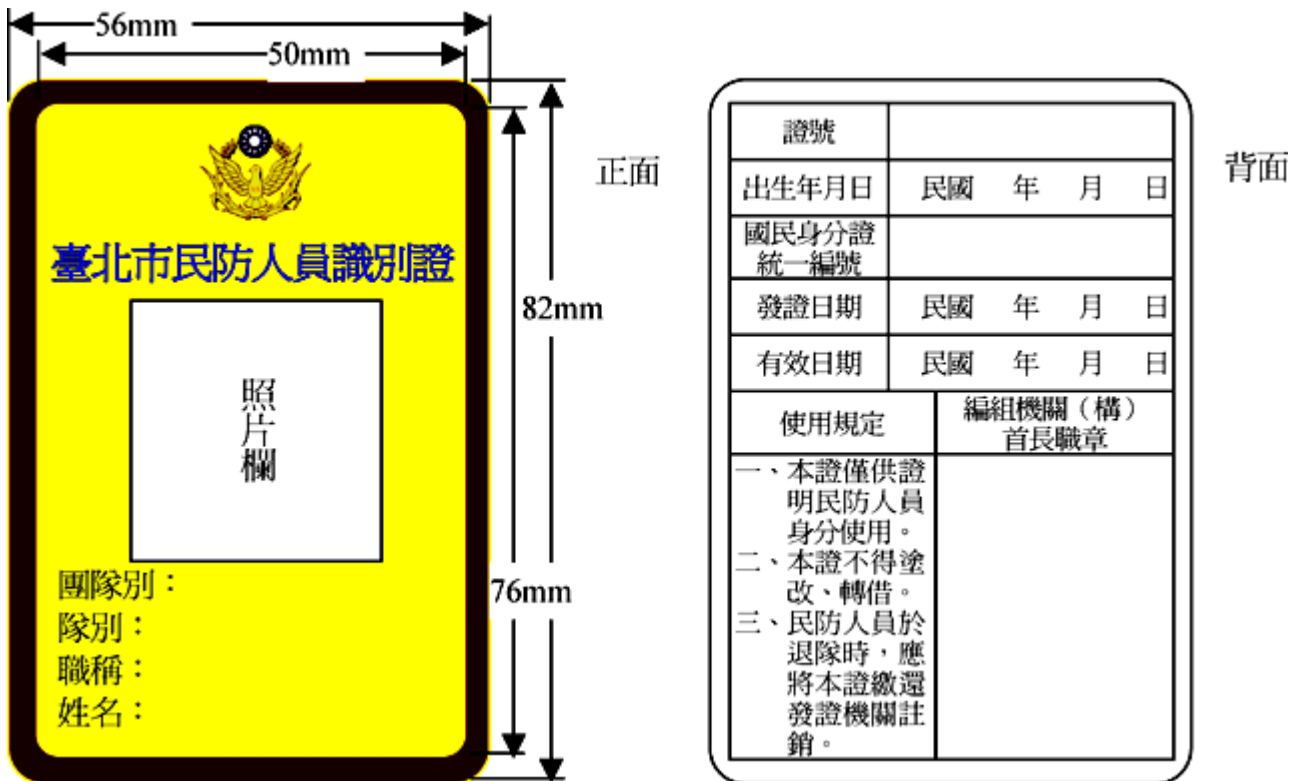 56mm
50mm
正面
臺北市民防人員識別證
82mm
照片欄
76mm
團隊別：
隊別：
職稱：
姓名：
背面
證號
出生年月日 民國 年 月 日
國民身分證
統一編號
發證日期 民國 年 月 日
有效日期 民國 年 月 日
使用規定
編組機關（構）
首長職章
一、本證僅供證
明民防人員
身分使用。
二、本證不得塗
改、轉借。
三、民防人員於
退隊時，應
將本證繳還
發證機關註
銷。